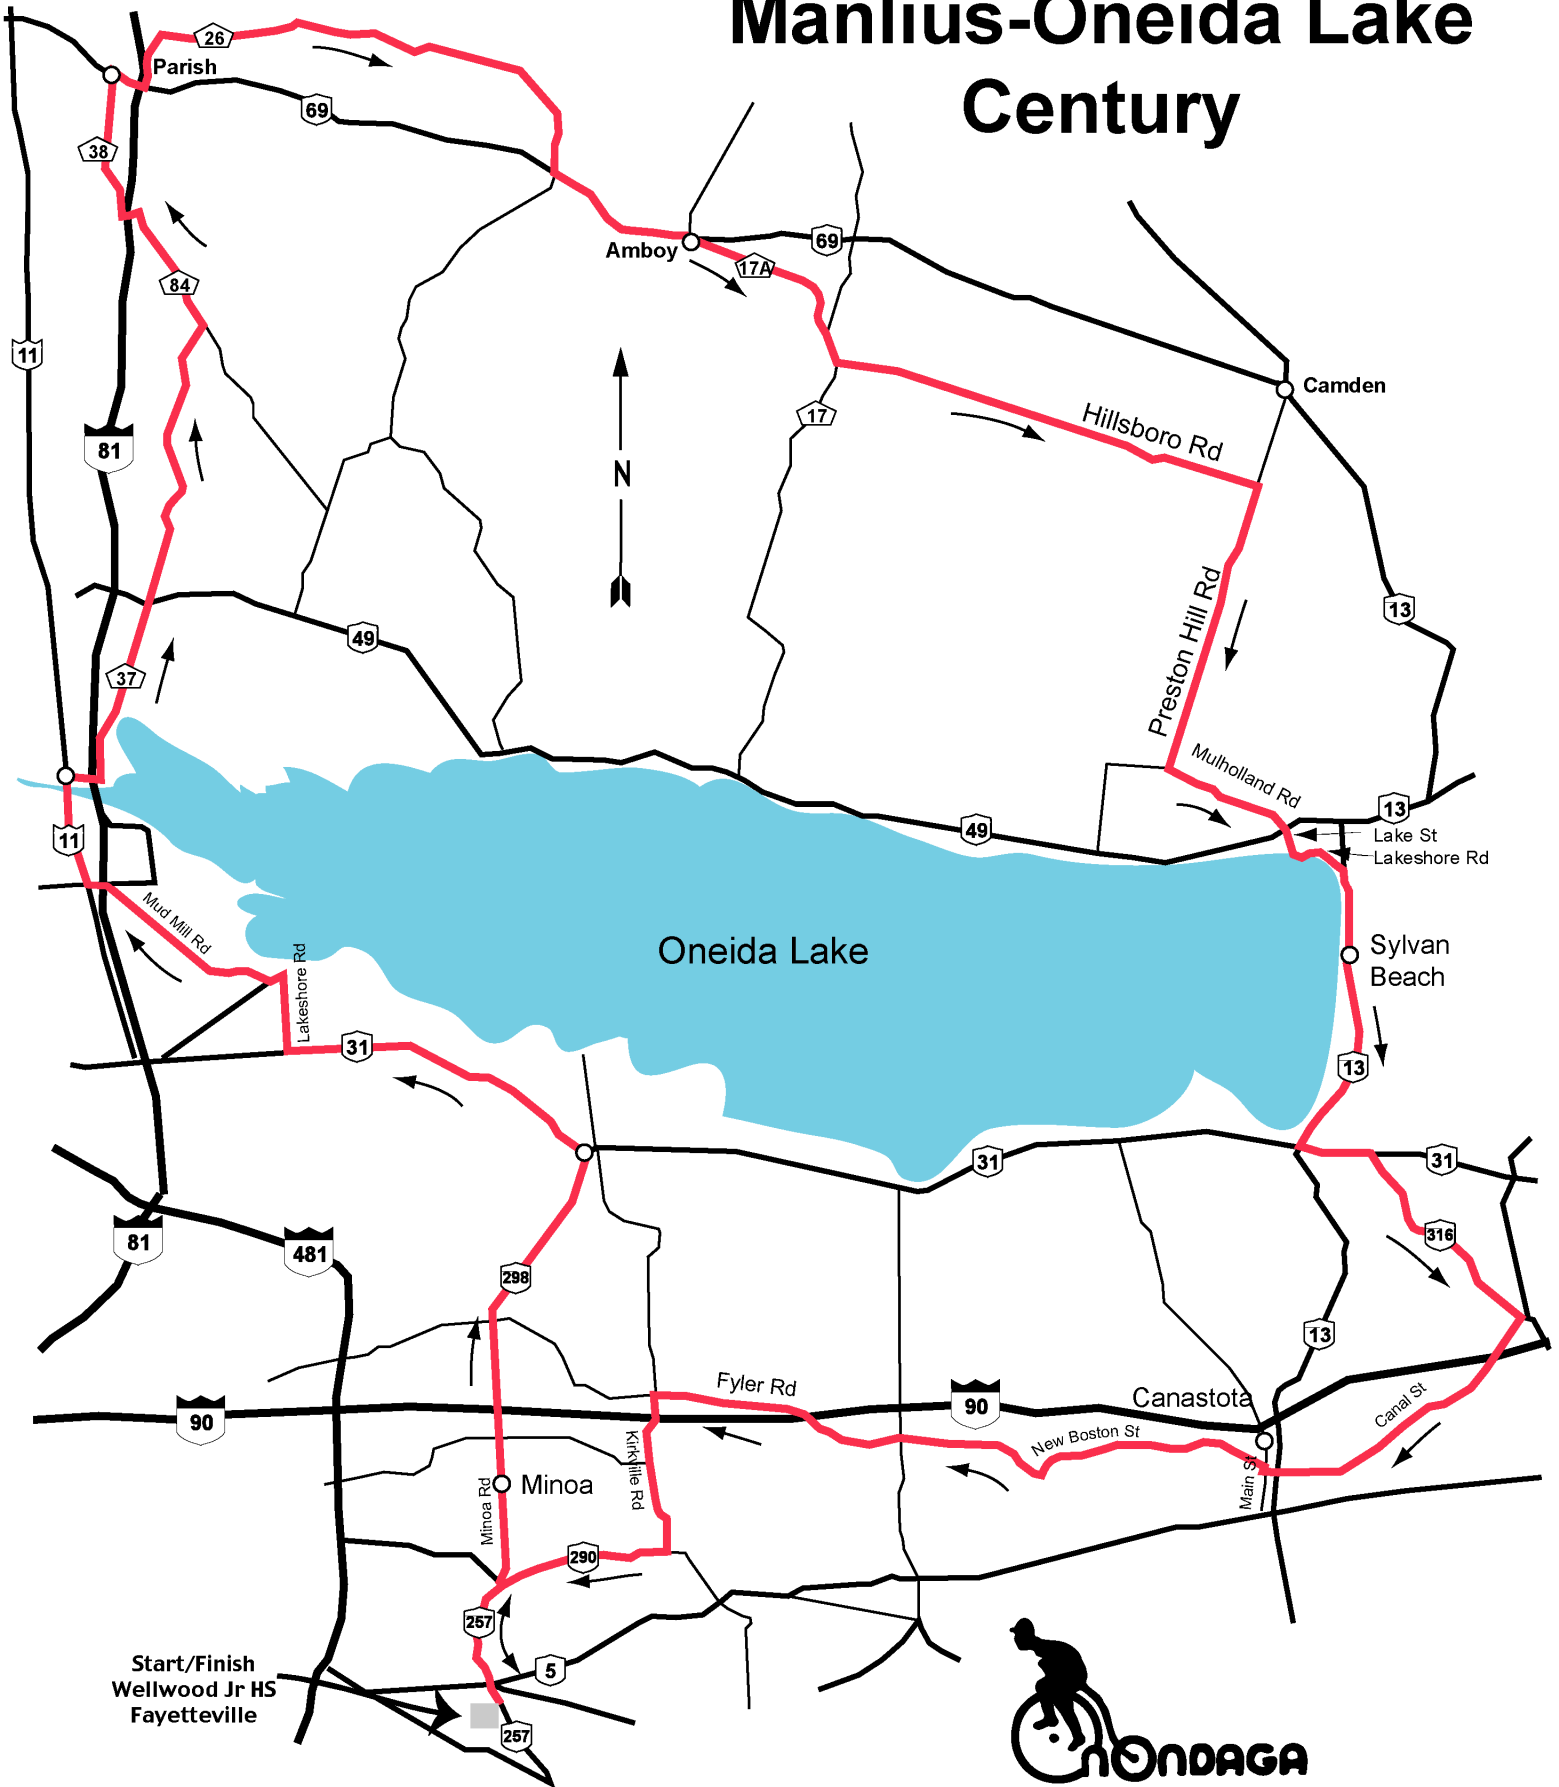 Manlius-Oneida Lake
Century
26
Parish
69
38
84
Amboy
17A
69
11
81
17
Camden
Hillsboro Rd
N
13
Preston Hill Rd
49
37
Mulholland Rd
13
49
Lake St
Lakeshore Rd
11
Mud Mill Rd
Lakeshore Rd
Oneida Lake
Sylvan
Beach
31
13
31
31
81
481
298
316
13
Fyler Rd
90
90
Canastota
Canal St
New Boston St
Kirkville Rd
Main St
Minoa Rd
Minoa
290
257
5
Start/Finish
Wellwood Jr HS
Fayetteville
257
ONONDAGA